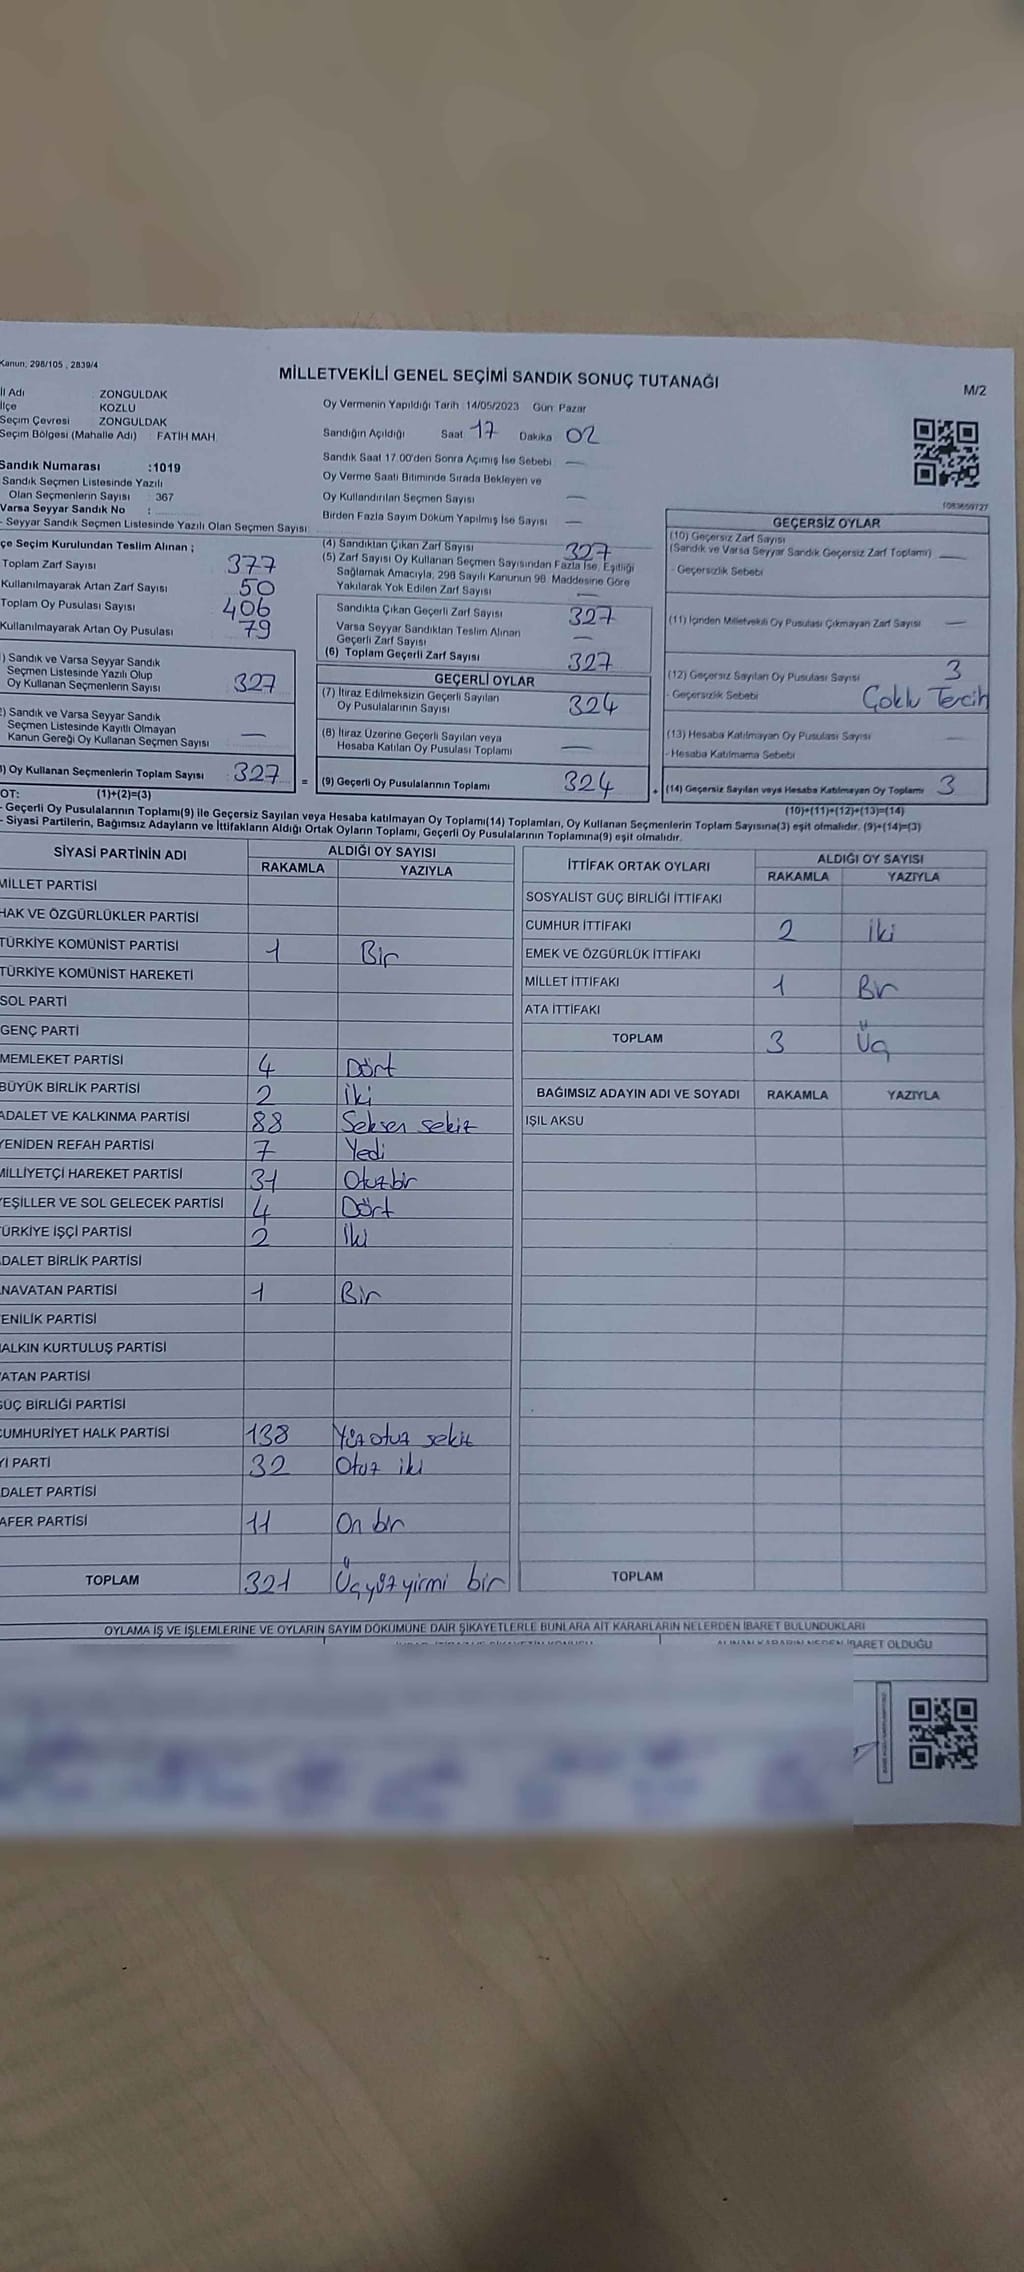 Kanun; 298/105 , 2839/4
MİLLETVEKİLİ GENEL SEÇİMİ SANDIK SONUÇ TUTANAĞI
M/2
İl Adı : ZONGULDAK
İlçe : KOZLU
Seçim Çevresi : ZONGULDAK
Seçim Bölgesi (Mahalle Adı) : FATİH MAH.
Oy Vermenin Yapıldığı Tarih :14/05/2023 Gün: Pazar
Sandığın Açıldığı Saat 17 Dakika 02
Sandık Saat 17.00'den Sonra Açımış İse Sebebi : —
Oy Verme Saati Bitiminde Sırada Bekleyen ve
Oy Kullandırılan Seçmen Sayısı —
Birden Fazla Sayım Döküm Yapılmış İse Sayısı —
Sandık Numarası :1019
Sandık Seçmen Listesinde Yazılı
Olan Seçmenlerin Sayısı : 367
Varsa Seyyar Sandık No :
- Seyyar Sandık Seçmen Listesinde Yazılı Olan Seçmen Sayısı:
1083659727
çe Seçim Kurulundan Teslim Alınan ;
Toplam Zarf Sayısı 377
Kullanılmayarak Artan Zarf Sayısı 50
Toplam Oy Pusulası Sayısı 406
Kullanılmayarak Artan Oy Pusulası 79
) Sandık ve Varsa Seyyar Sandık
Seçmen Listesinde Yazılı Olup
Oy Kullanan Seçmenlerin Sayısı 327
2) Sandık ve Varsa Seyyar Sandık
Seçmen Listesinde Kayıtlı Olmayan
Kanun Gereği Oy Kullanan Seçmen Sayısı —
) Oy Kullanan Seçmenlerin Toplam Sayısı 327
(4) Sandıktan Çıkan Zarf Sayısı 327
(5) Zarf Sayısı Oy Kullanan Seçmen Sayısından Fazla İse, Eşitliği
Sağlamak Amacıyla, 298 Sayılı Kanunun 98. Maddesine Göre
Yakılarak Yok Edilen Zarf Sayısı —
Sandıkta Çıkan Geçerli Zarf Sayısı 327
Varsa Seyyar Sandıktan Teslim Alınan
Geçerli Zarf Sayısı —
(6) Toplam Geçerli Zarf Sayısı 327
GEÇERLİ OYLAR
(7) İtiraz Edilmeksizin Geçerli Sayılan
Oy Pusulalarının Sayısı 324
(8) İtiraz Üzerine Geçerli Sayılan veya
Hesaba Katılan Oy Pusulası Toplamı —
= (9) Geçerli Oy Pusulalarının Toplamı 324
GEÇERSİZ OYLAR
(10) Geçersiz Zarf Sayısı
(Sandık ve Varsa Seyyar Sandık Geçersiz Zarf Toplamı) —
- Geçersizlik Sebebi
(11) İçinden Milletvekili Oy Pusulası Çıkmayan Zarf Sayısı —
(12) Geçersiz Sayılan Oy Pusulası Sayısı 3
- Geçersizlik Sebebi Çoklu Tercih
(13) Hesaba Katılmayan Oy Pusulası Sayısı —
- Hesaba Katılmama Sebebi
+ (14) Geçersiz Sayılan veya Hesaba Katılmayan Oy Toplamı 3
OT: (1)+(2)=(3)
(10)+(11)+(12)+(13)=(14)
- Geçerli Oy Pusulalarının Toplamı(9) ile Geçersiz Sayılan veya Hesaba katılmayan Oy Toplamı(14) Toplamları, Oy Kullanan Seçmenlerin Toplam Sayısına(3) eşit olmalıdır. (9)+(14)=(3)
- Siyasi Partilerin, Bağımsız Adayların ve İttifakların Aldığı Ortak Oyların Toplamı, Geçerli Oy Pusulalarının Toplamına(9) eşit olmalıdır.
SİYASİ PARTİNİN ADI ALDIĞI OY SAYISI
RAKAMLA YAZIYLA
MİLLET PARTİSİ
HAK VE ÖZGÜRLÜKLER PARTİSİ
TÜRKİYE KOMÜNİST PARTİSİ 1 Bir
TÜRKİYE KOMÜNİST HAREKETİ
SOL PARTİ
GENÇ PARTİ
MEMLEKET PARTİSİ 4 Dört
BÜYÜK BİRLİK PARTİSİ 2 İki
ADALET VE KALKINMA PARTİSİ 88 Seksen sekiz
YENİDEN REFAH PARTİSİ 7 Yedi
MİLLİYETÇİ HAREKET PARTİSİ 31 Otuzbir
YEŞİLLER VE SOL GELECEK PARTİSİ 4 Dört
TÜRKİYE İŞÇİ PARTİSİ 2 İki
DALET BİRLİK PARTİSİ
NAVATAN PARTİSİ 1 Bir
ENİLİK PARTİSİ
ALKIN KURTULUŞ PARTİSİ
ATAN PARTİSİ
GÜÇ BİRLİĞİ PARTİSİ
CUMHURİYET HALK PARTİSİ 138 Yüz otuz sekiz
Yİ PARTİ 32 Otuz iki
DALET PARTİSİ
AFER PARTİSİ 11 On bir
TOPLAM 321 Üçyüz yirmi bir
İTTİFAK ORTAK OYLARI ALDIĞI OY SAYISI
RAKAMLA YAZIYLA
SOSYALİST GÜÇ BİRLİĞİ İTTİFAKI
CUMHUR İTTİFAKI 2 İki
EMEK VE ÖZGÜRLÜK İTTİFAKI
MİLLET İTTİFAKI 1 Bir
ATA İTTİFAKI
TOPLAM 3 Üç
BAĞIMSIZ ADAYIN ADI VE SOYADI RAKAMLA YAZIYLA
IŞIL AKSU
TOPLAM
OYLAMA İŞ VE İŞLEMLERİNE VE OYLARIN SAYIM DÖKÜMÜNE DAİR ŞİKAYETLERLE BUNLARA AİT KARARLARIN NELERDEN İBARET BULUNDUKLARI
ALINAN KARARIN NEDEN İBARET OLDUĞU